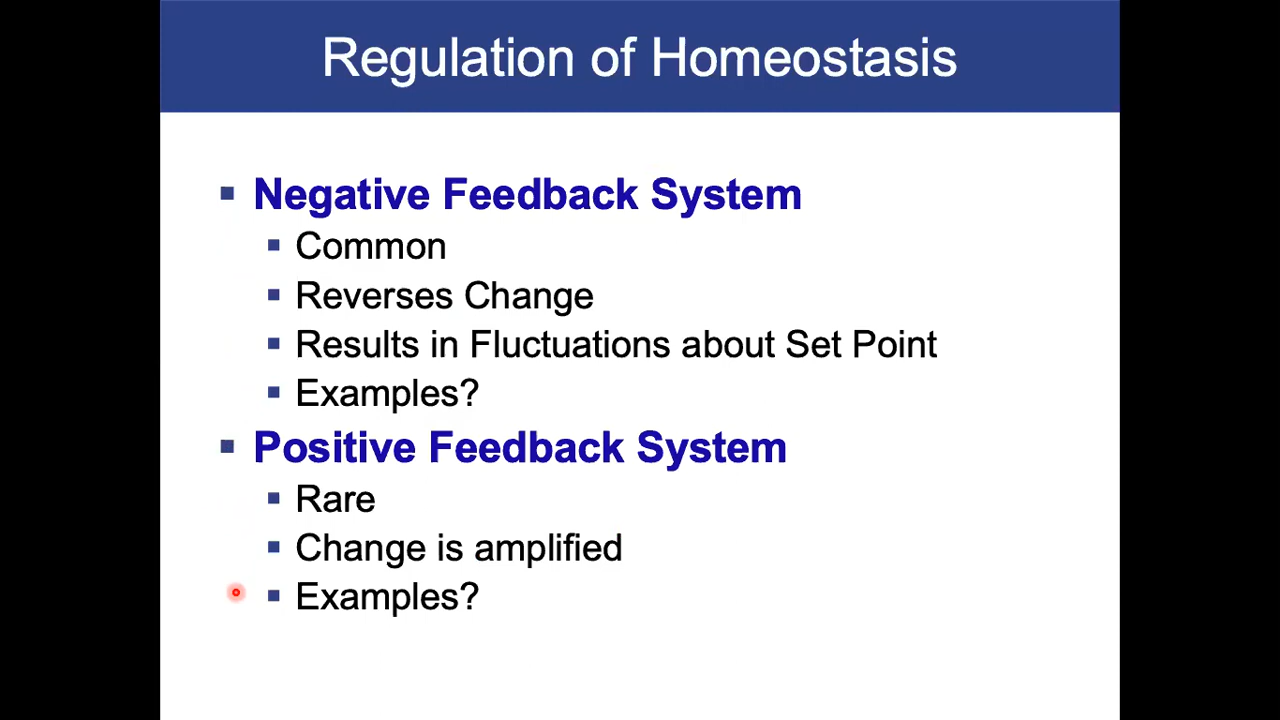 Regulation of Homeostasis
Negative Feedback System
Common
Reverses Change
Results in Fluctuations about Set Point
Examples?
Positive Feedback System
Rare
Change is amplified
Examples?